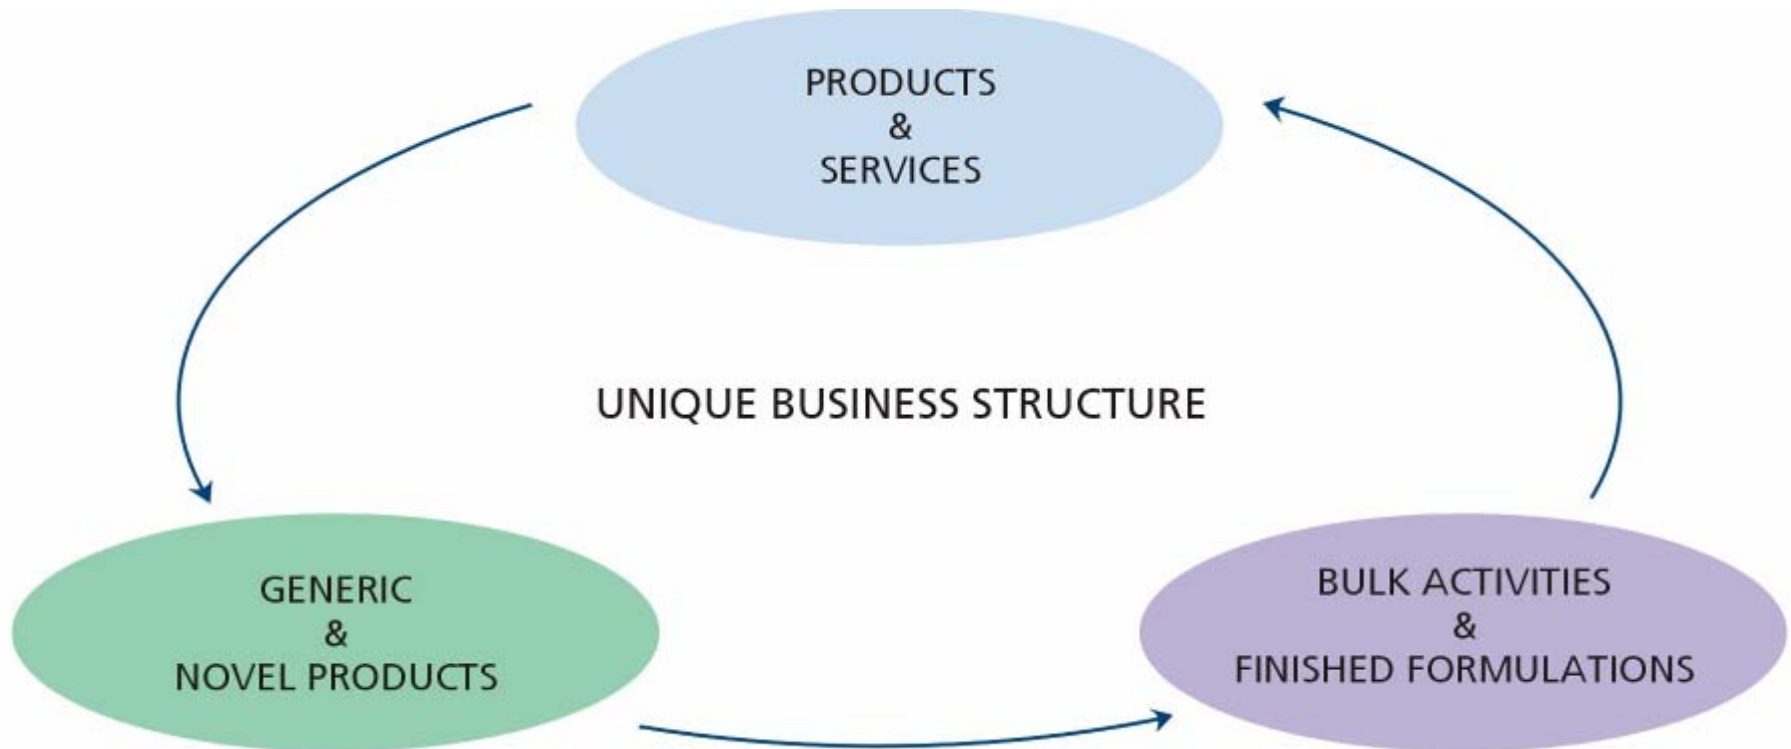 PRODUCTS
&
SERVICES
UNIQUE BUSINESS STRUCTURE
GENERIC
&
NOVEL PRODUCTS
BULK ACTIVITIES
&
FINISHED FORMULATIONS